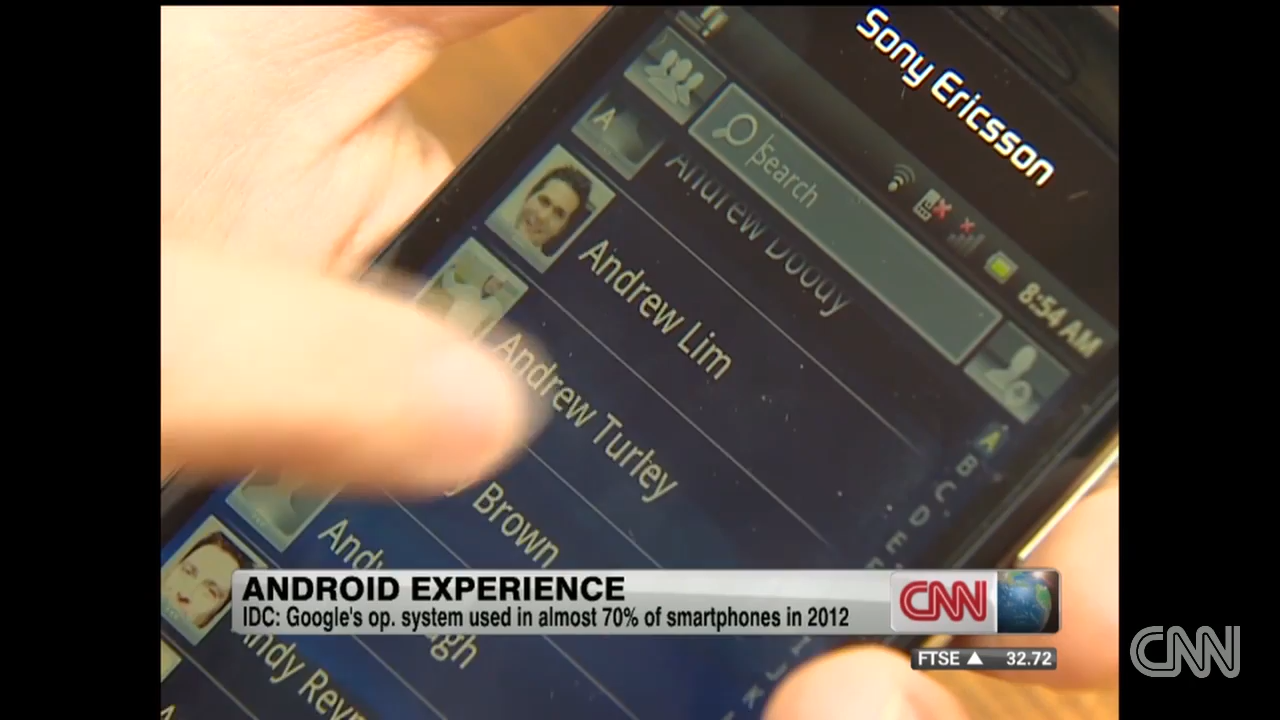 Sony Ericsson
8:54 AM
Search
A
Andrew Doody
Andrew Lim
Andrew Turley
Brown
Andy
A
B
C
D
E
F
I
J
K
ANDROID EXPERIENCE
IDC: Google's op. system used in almost 70% of smartphones in 2012
CNN
FTSE ▲ 32.72
CNN